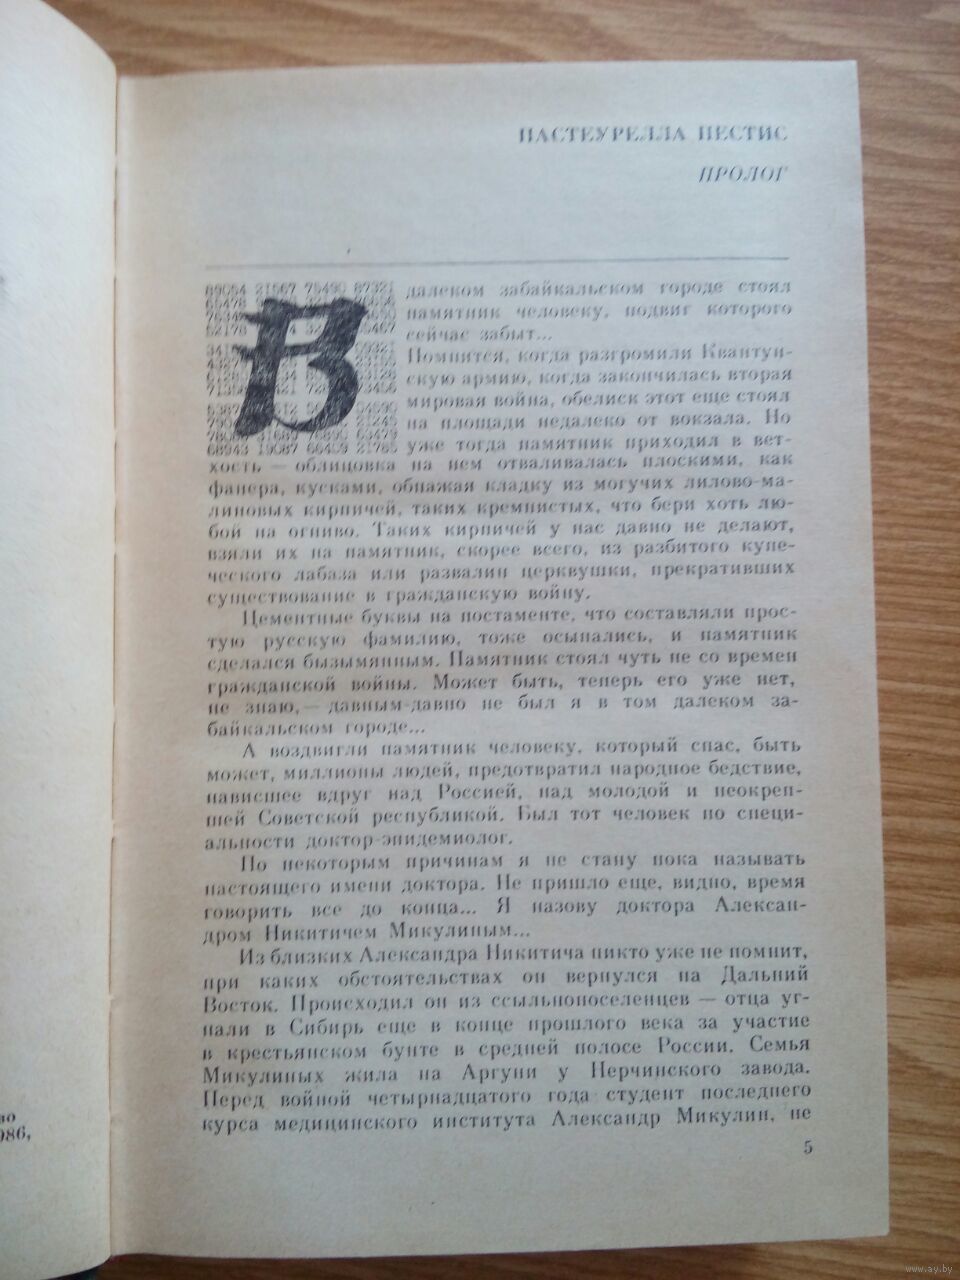 ПАСТЕУРЕЛЛА ПЕСТИС
ПРОЛОГ
В далеком забайкальском городе стоял
памятник человеку, подвиг которого
сейчас забыт...
Помнится, когда разгромили Квантун-
скую армию, когда закончилась вторая
мировая война, обелиск этот еще стоял
на площади недалеко от вокзала. Но
уже тогда памятник приходил в вет-
хость — облицовка на нем отваливалась плоскими, как
фанера, кусками, обнажая кладку из могучих лилово-ма-
линовых кирпичей, таких кремнистых, что бери хоть лю-
бой на огниво. Таких кирпичей у нас давно не делают,
взяли их на памятник, скорее всего, из разбитого купе-
ческого лабаза или развалин церквушки, прекративших
существование в гражданскую войну.
Цементные буквы на постаменте, что составляли прос-
тую русскую фамилию, тоже осыпались, и памятник
сделался бызымянным. Памятник стоял чуть не со времен
гражданской войны. Может быть, теперь его уже нет,
не знаю,— давным-давно не был я в том далеком за-
байкальском городе...
А воздвигли памятник человеку, который спас, быть
может, миллионы людей, предотвратил народное бедствие,
нависшее вдруг над Россией, над молодой и неокреп-
шей Советской республикой. Был тот человек по специ-
альности доктор-эпидемиолог.
По некоторым причинам я не стану пока называть
настоящего имени доктора. Не пришло еще, видно, время
говорить все до конца... Я назову доктора Алексан-
дром Никитичем Микулиным...
Из близких Александра Никитича никто уже не помнит,
при каких обстоятельствах он вернулся на Дальний
Восток. Происходил он из ссыльнопоселенцев — отца уг-
нали в Сибирь еще в конце прошлого века за участие
в крестьянском бунте в средней полосе России. Семья
Микулиных жила на Аргуни у Нерчинского завода.
Перед войной четырнадцатого года студент последнего
курса медицинского института Александр Микулин, не
5
986,
www.ay.by